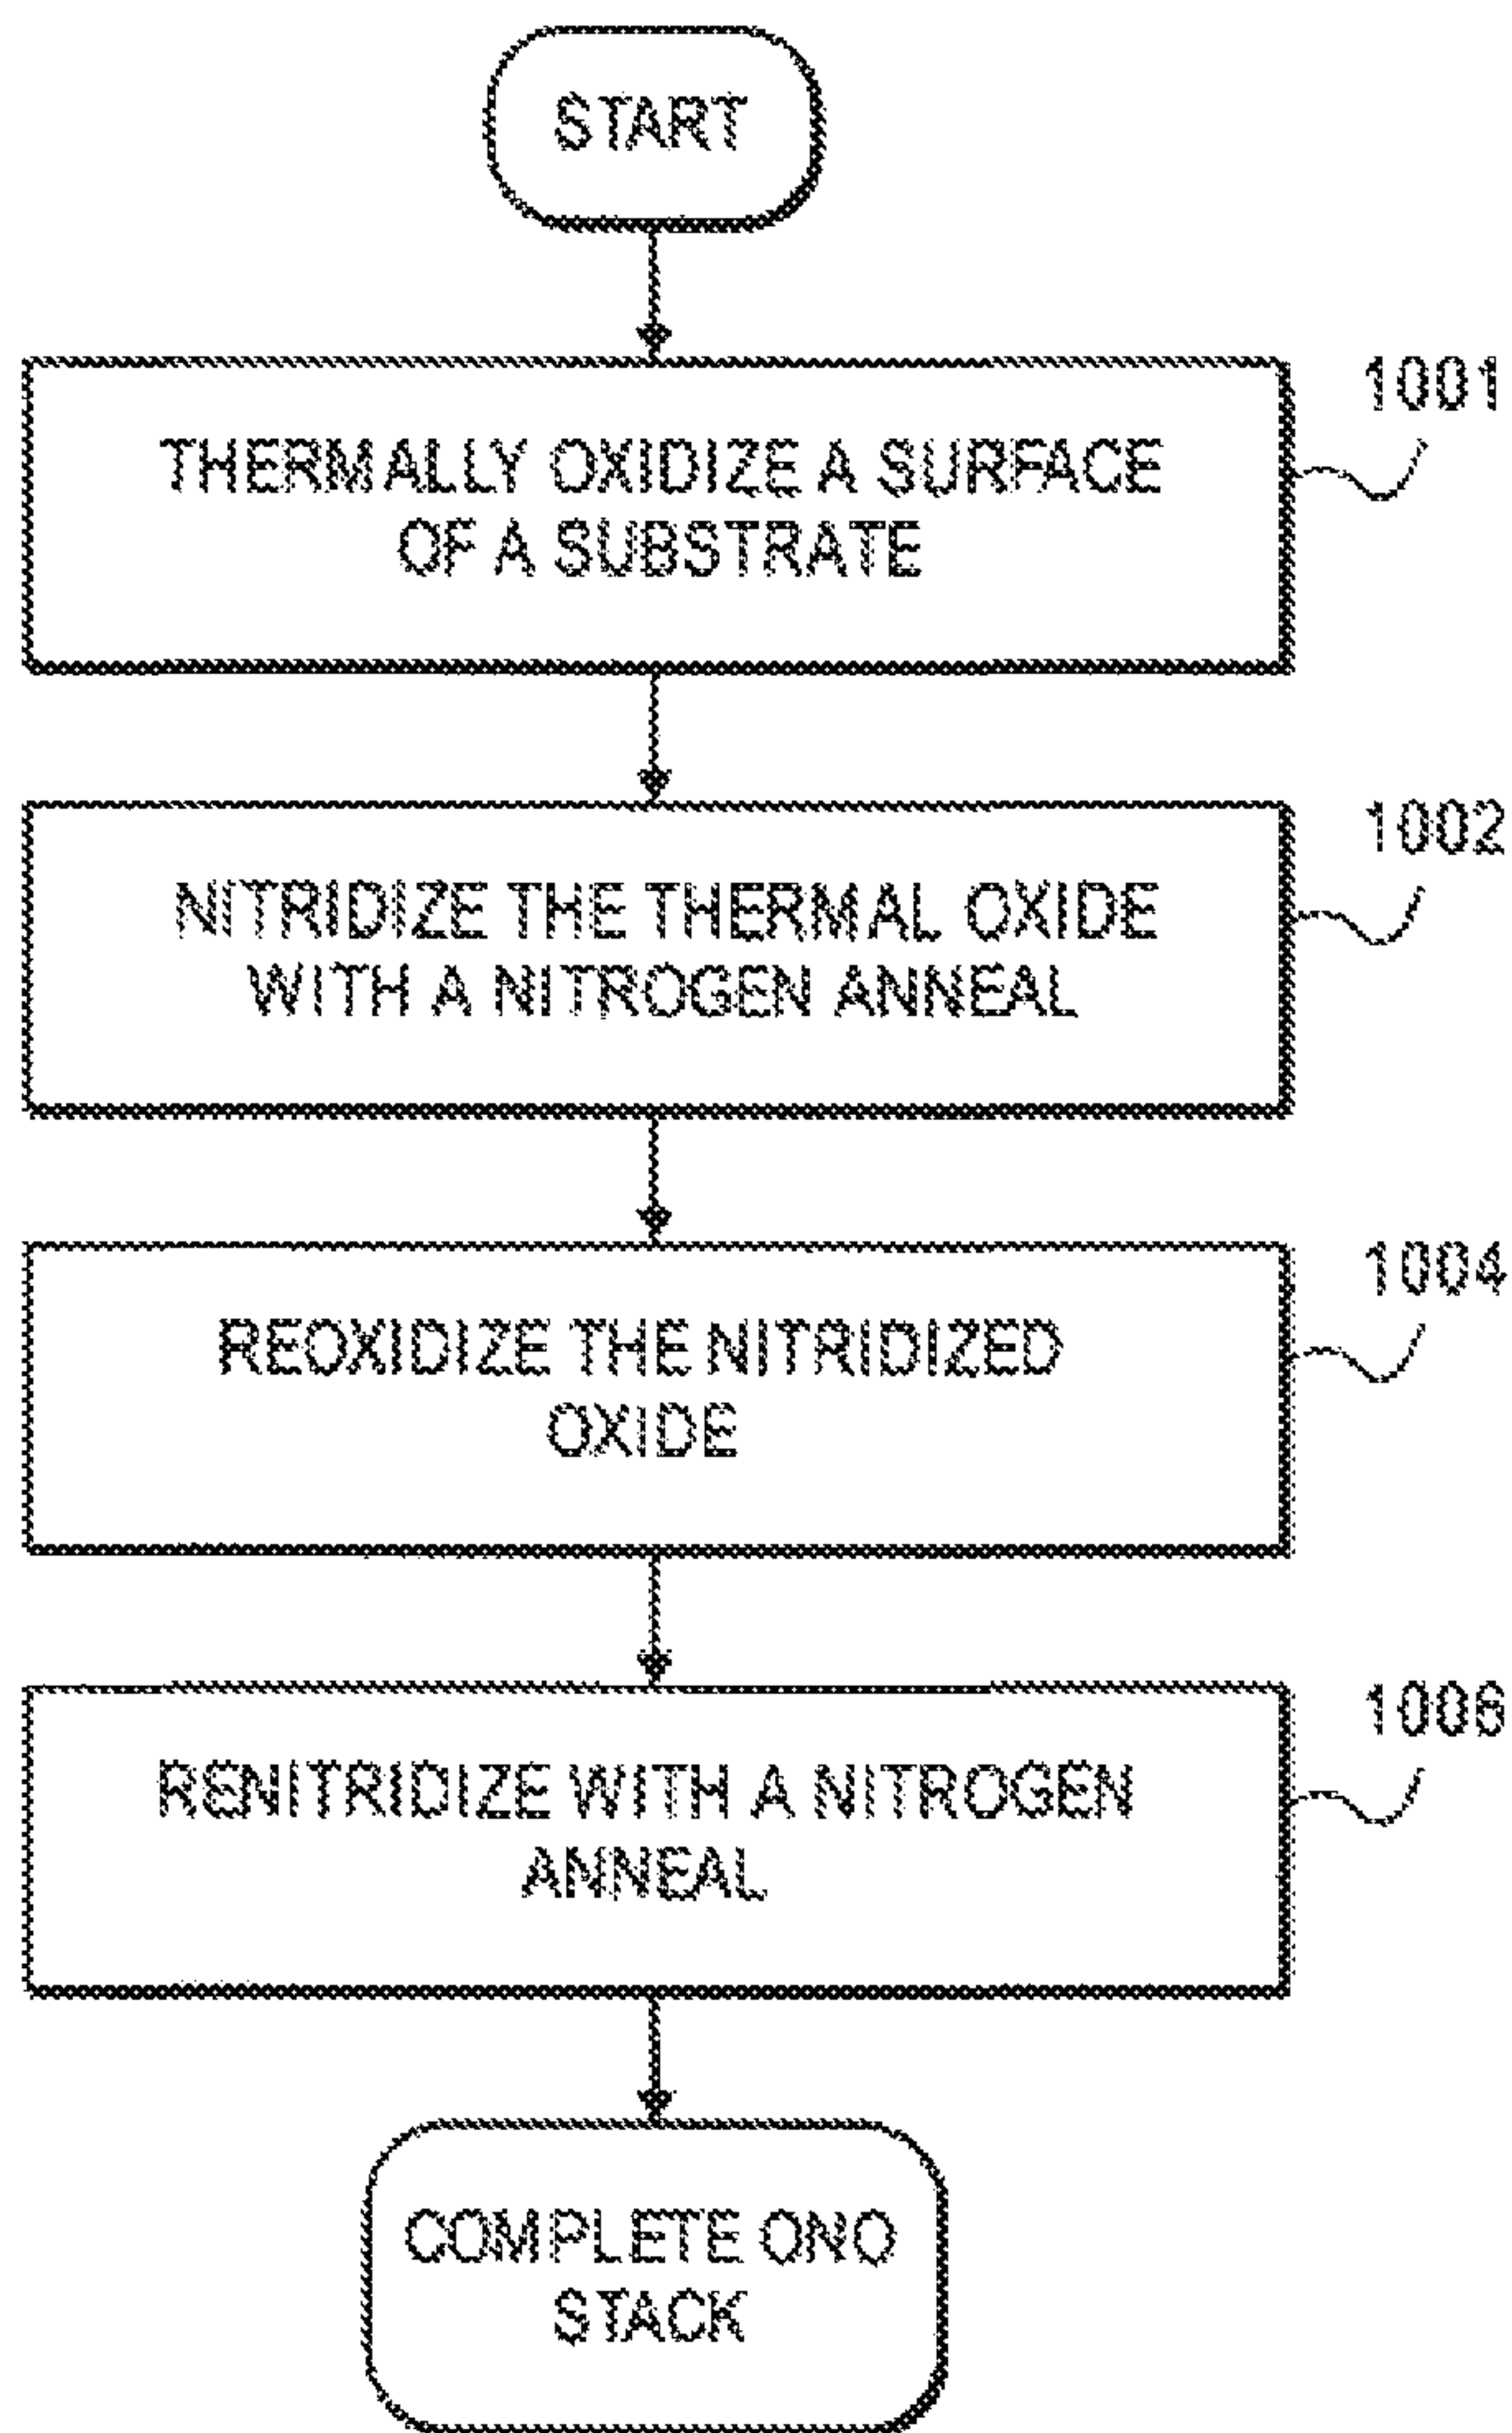 START
1001
THERMALLY OXIDIZE A SURFACE
OF A SUBSTRATE
1002
NITRIDIZE THE THERMAL OXIDE
WITH A NITROGEN ANNEAL
1004
REOXIDIZE THE NITRIDIZED
OXIDE
1006
RENITRIDIZE WITH A NITROGEN
ANNEAL
COMPLETE ONO
STACK